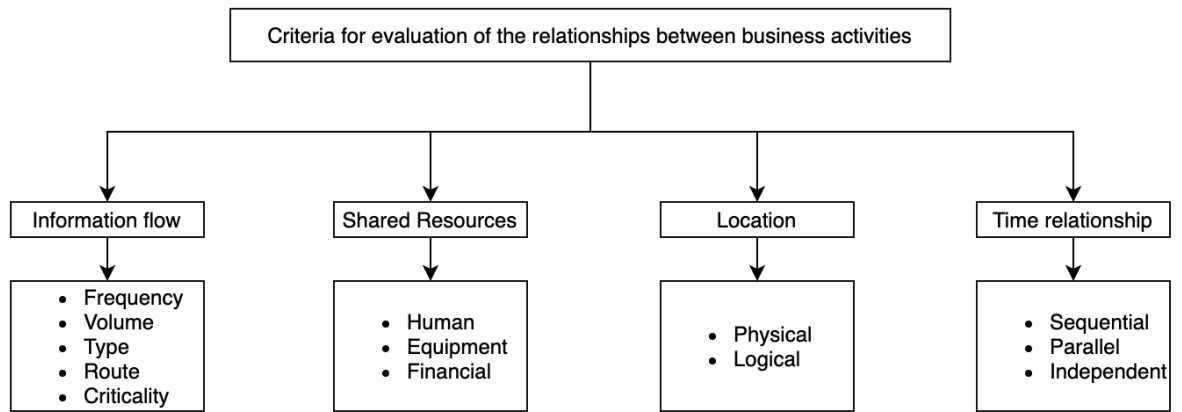 Criteria for evaluation of the relationships between business activities
Information flow
Shared Resources
Location
Time relationship
• Frequency
• Volume
• Type
• Route
• Criticality
• Human
• Equipment
• Financial
• Physical
• Logical
• Sequential
• Parallel
• Independent